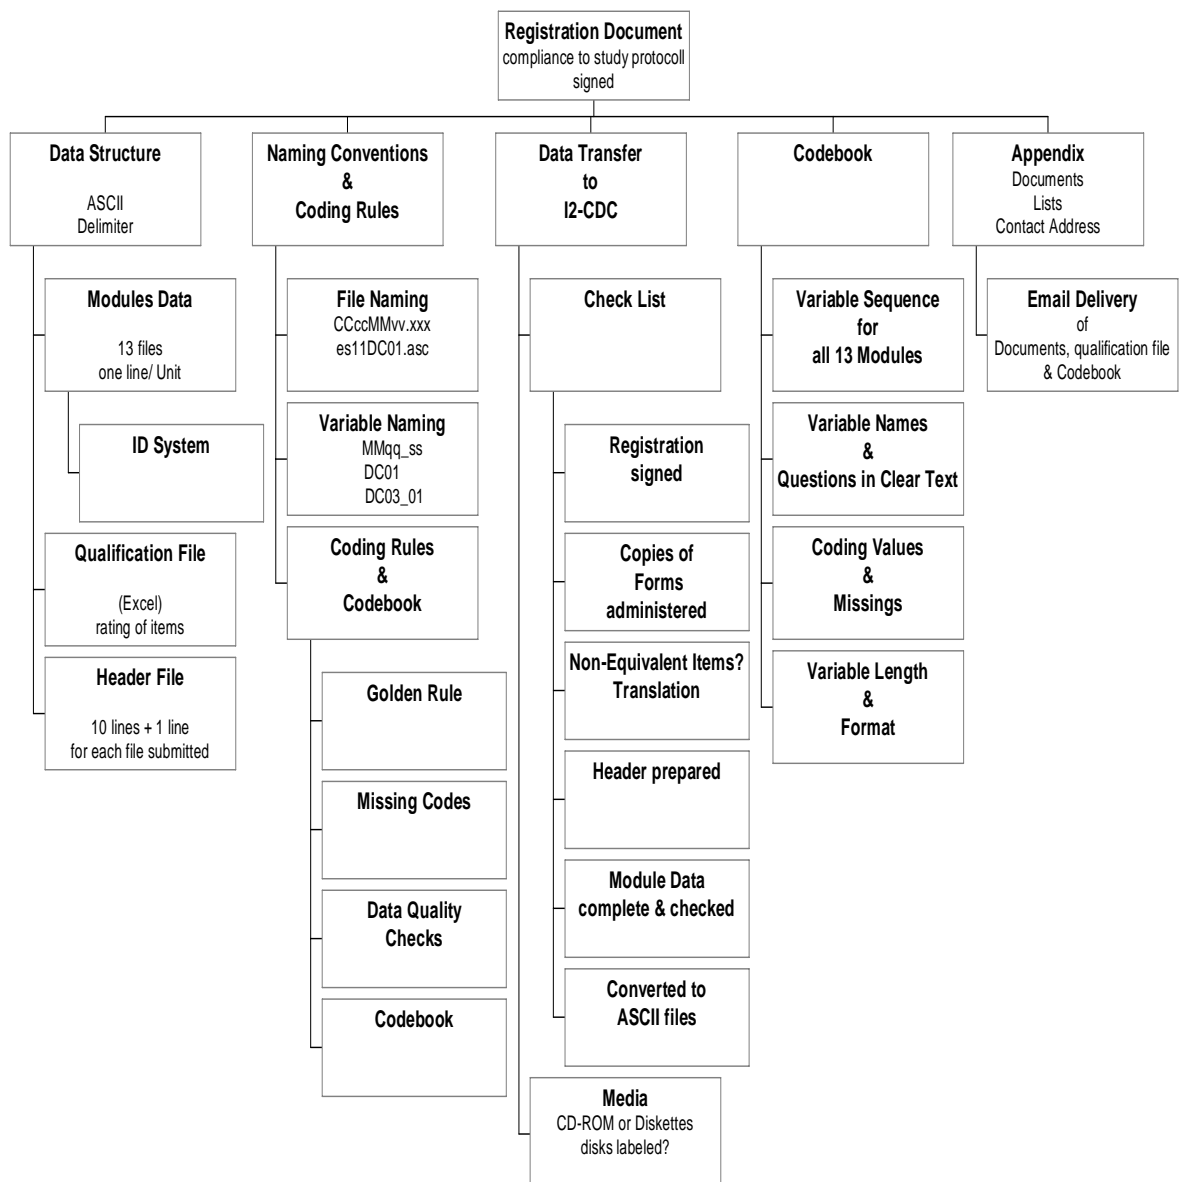 Registration Document
compliance to study protocoll
signed
Data Structure
ASCII
Delimiter
Modules Data
13 files
one line/ Unit
ID System
Qualification File
(Excel)
rating of items
Header File
10 lines + 1 line
for each file submitted
Naming Conventions
&
Coding Rules
File Naming
CCccMMvv.xxx
es11DC01.asc
Variable Naming
MMqq_ss
DC01
DC03_01
Coding Rules
&
Codebook
Golden Rule
Missing Codes
Data Quality
Checks
Codebook
Data Transfer
to
I2-CDC
Check List
Registration
signed
Copies of
Forms
administered
Non-Equivalent Items?
Translation
Header prepared
Module Data
complete & checked
Converted to
ASCII files
Media
CD-ROM or Diskettes
disks labeled?
Codebook
Variable Sequence
for
all 13 Modules
Variable Names
&
Questions in Clear Text
Coding Values
&
Missings
Variable Length
&
Format
Appendix
Documents
Lists
Contact Address
Email Delivery
of
Documents, qualification file
& Codebook